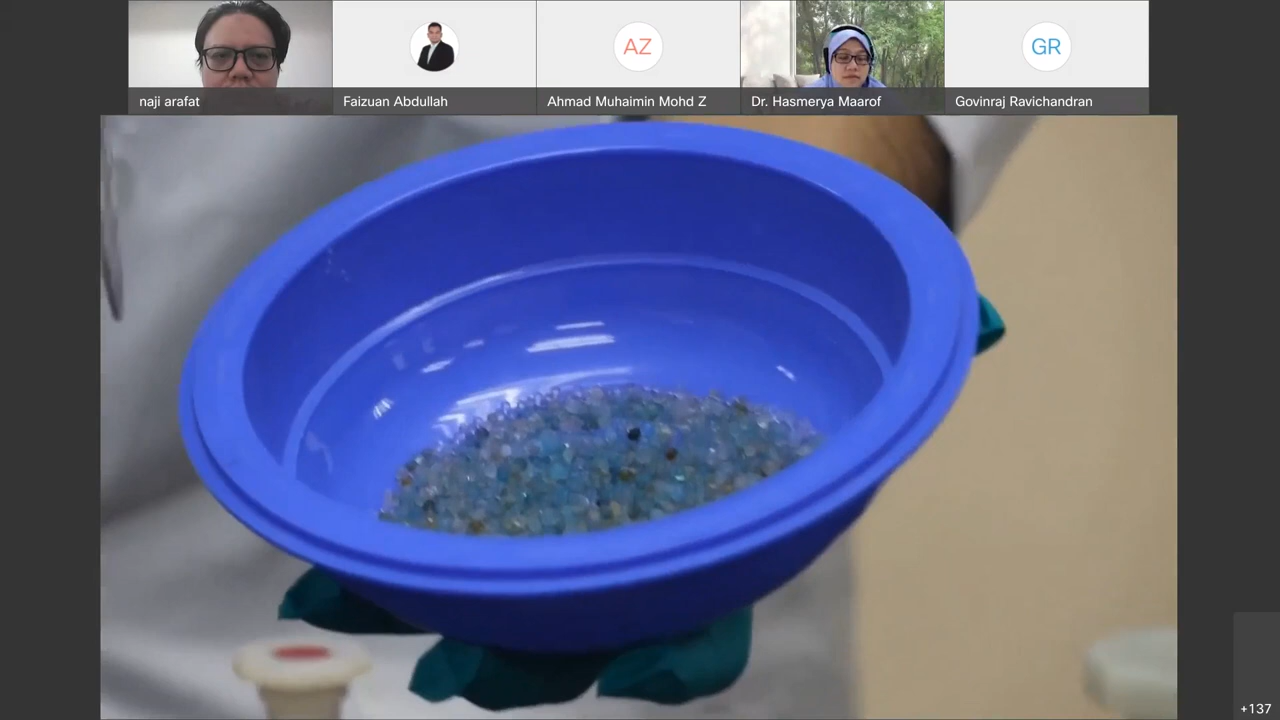 AZ
GR
naji arafat
Faizuan Abdullah
Ahmad Muhaimin Mohd Z
Dr. Hasmerya Maarof
Govinraj Ravichandran
+137